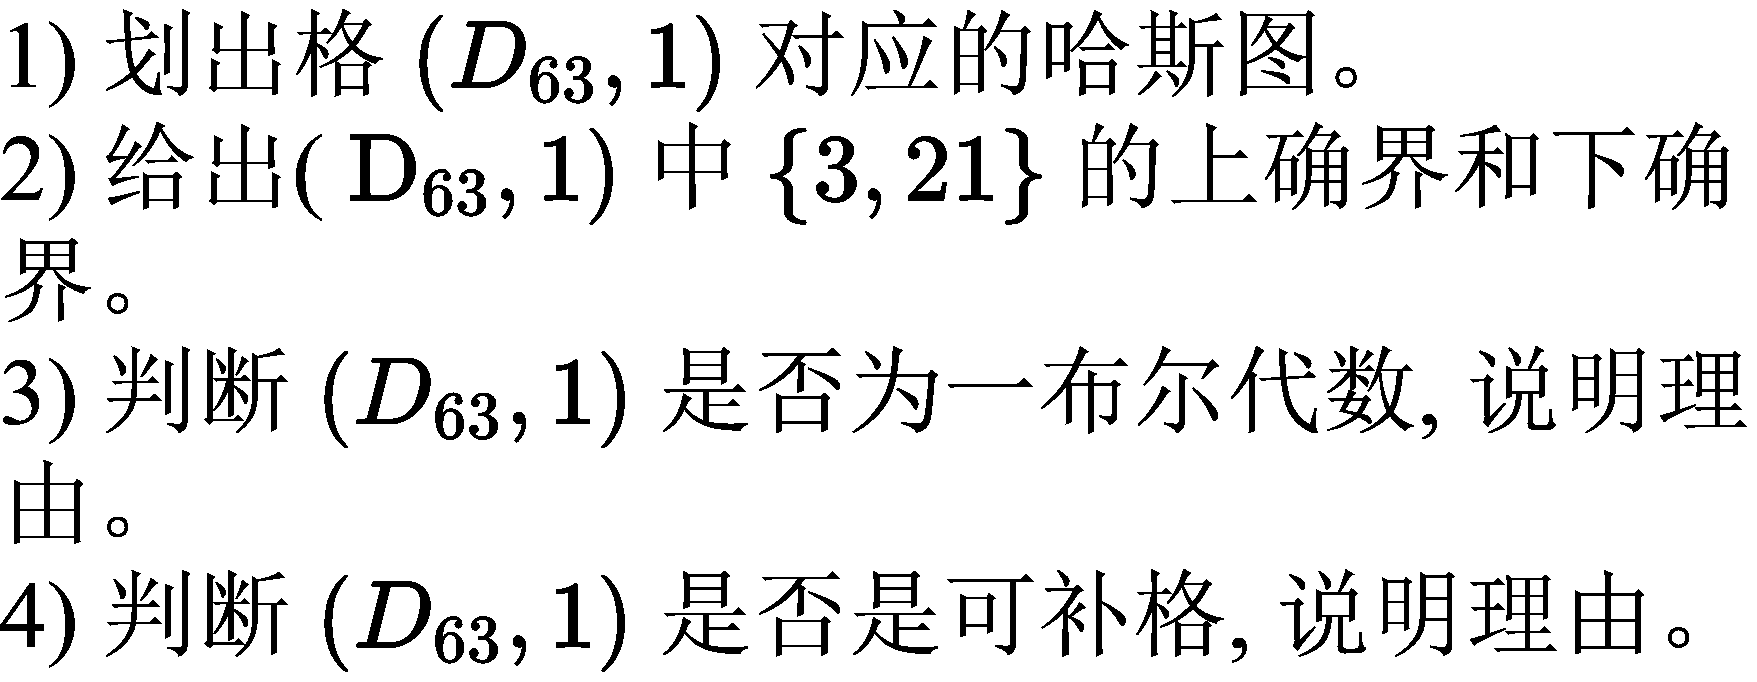 1) 划出格 (D₆₃, 1) 对应的哈斯图。
2) 给出( D₆₃, 1) 中 {3, 21} 的上确界和下确
界。
3) 判断 (D₆₃, 1) 是否为一布尔代数, 说明理
由。
4) 判断 (D₆₃, 1) 是否是可补格, 说明理由。